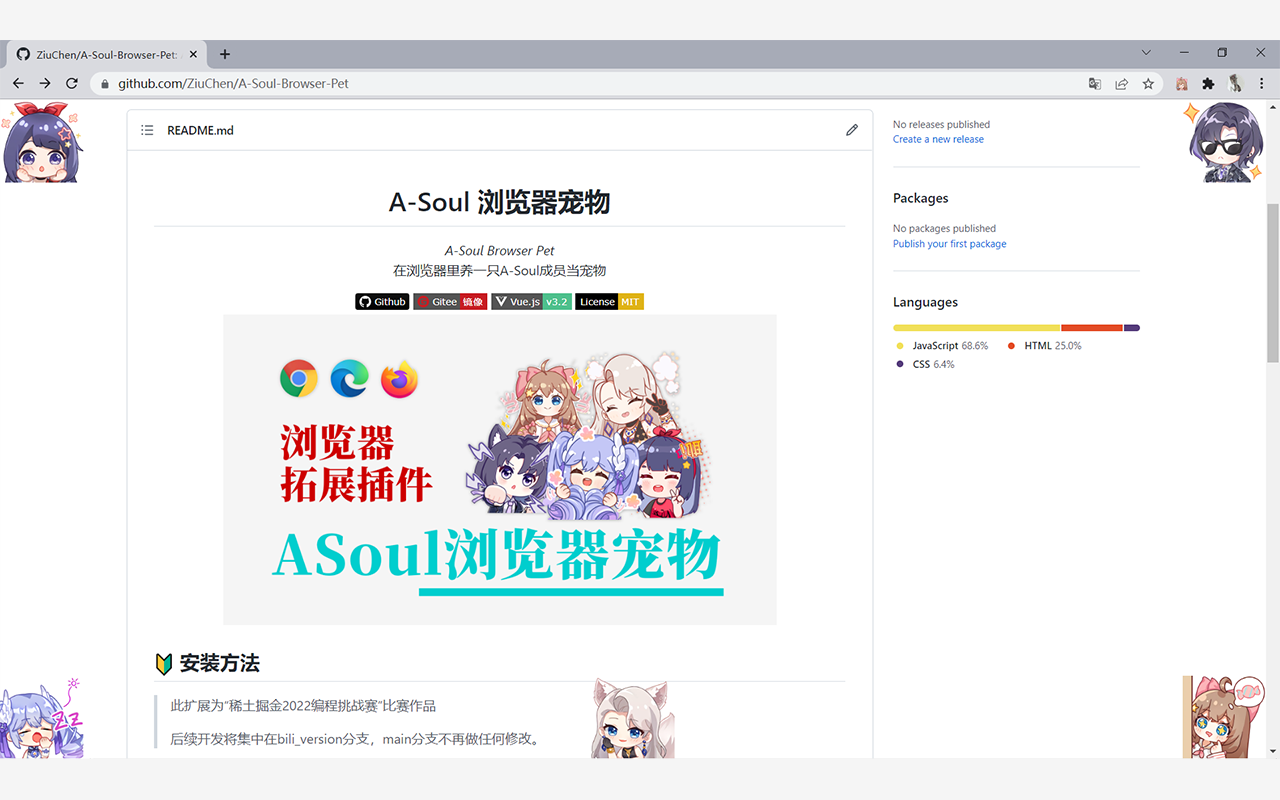 ZiuChen/A-Soul-Browser-Pet:
github.com/ZiuChen/A-Soul-Browser-Pet
README.md
A-Soul 浏览器宠物
A-Soul Browser Pet
在浏览器里养一只A-Soul成员当宠物
Github Gitee 镜像 Vue.js v3.2 License MIT
浏览器
拓展插件
ASoul浏览器宠物
安装方法
此扩展为“稀土掘金2022编程挑战赛”比赛作品
后续开发将集中在bili_version分支，main分支不再做任何修改。
No releases published
Create a new release
Packages
No packages published
Publish your first package
Languages
JavaScript 68.6%
HTML 25.0%
CSS 6.4%
ZZ